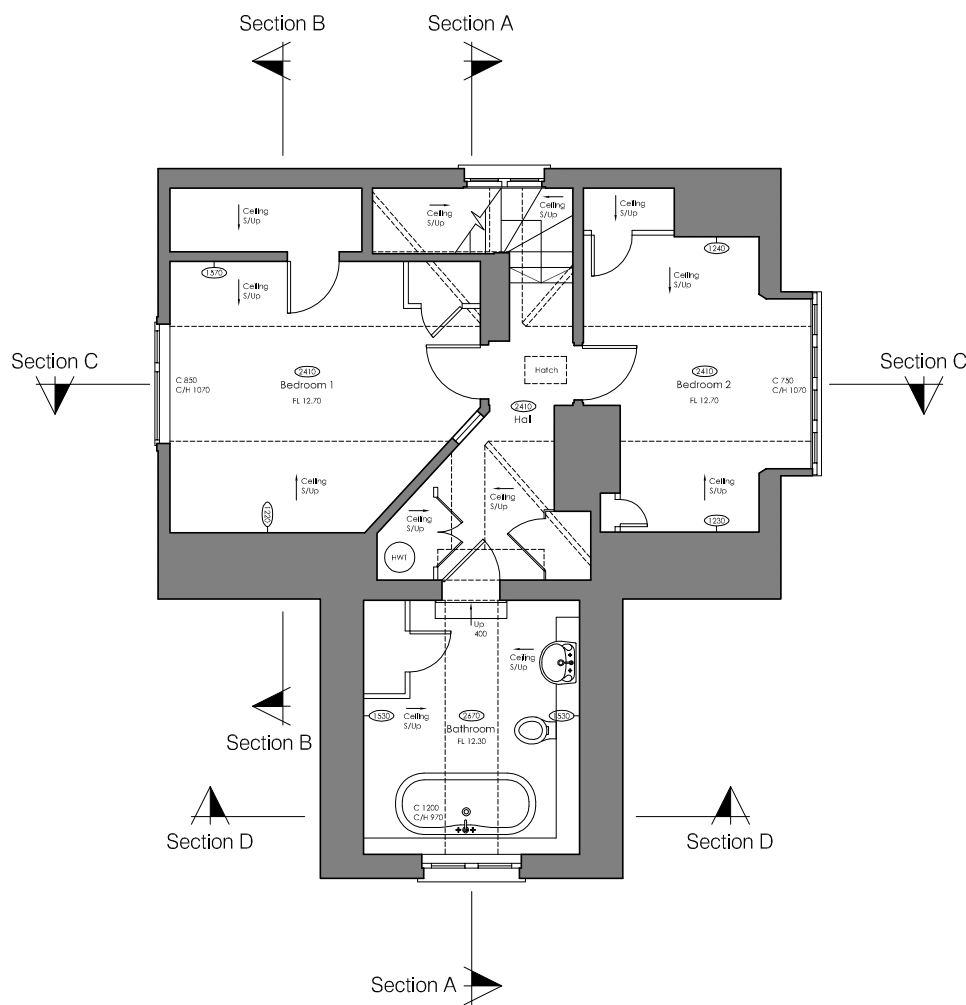 Section B
Section A
Ceiling
S/Up
Ceiling
S/Up
Ceiling
S/Up
Ceiling
S/Up
1570
Ceiling
S/Up
1240
Ceiling
S/Up
Section C
C 850
C/H 1070
2410
Bedroom 1
FL 12.70
Hatch
2410
Hall
2410
Bedroom 2
FL 12.70
C 750
C/H 1070
Section C
Ceiling
S/Up
1220
Ceiling
S/Up
Ceiling
S/Up
Ceiling
S/Up
1230
HWT
Up
400
Ceiling
S/Up
1530
Ceiling
S/Up
2670
Bathroom
FL 12.30
1530
Section B
C 1200
C/H 970
Section D
Section D
Section A